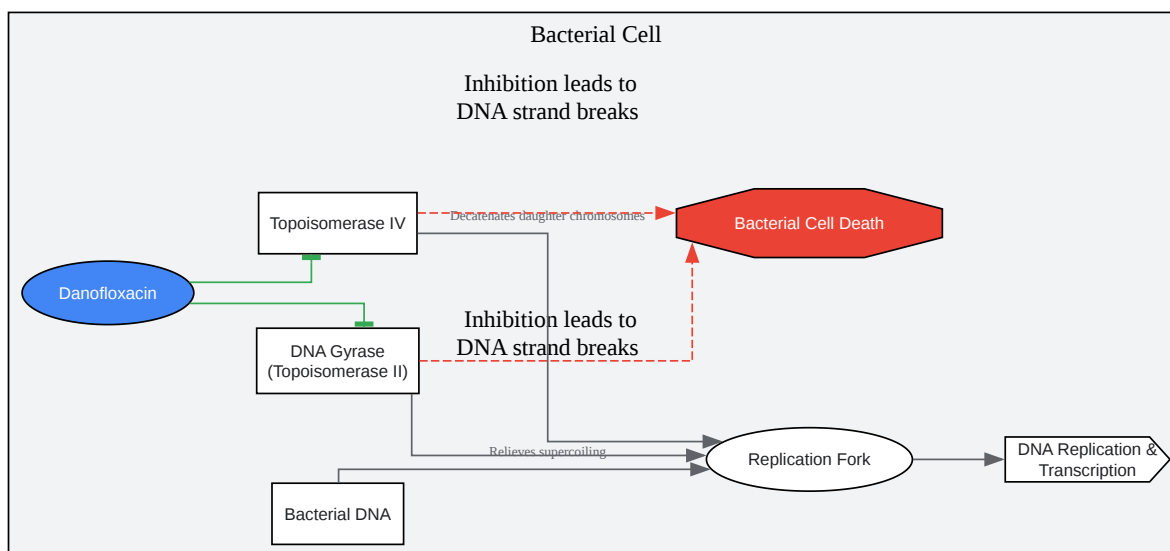 Bacterial Cell
Inhibition leads to
DNA strand breaks
Topoisomerase IV
Decatenates daughter chromosomes
Bacterial Cell Death
Danofloxacin
Inhibition leads to
DNA strand breaks
DNA Gyrase
(Topoisomerase II)
Relieves supercoiling
Replication Fork
DNA Replication &
Transcription
Bacterial DNA